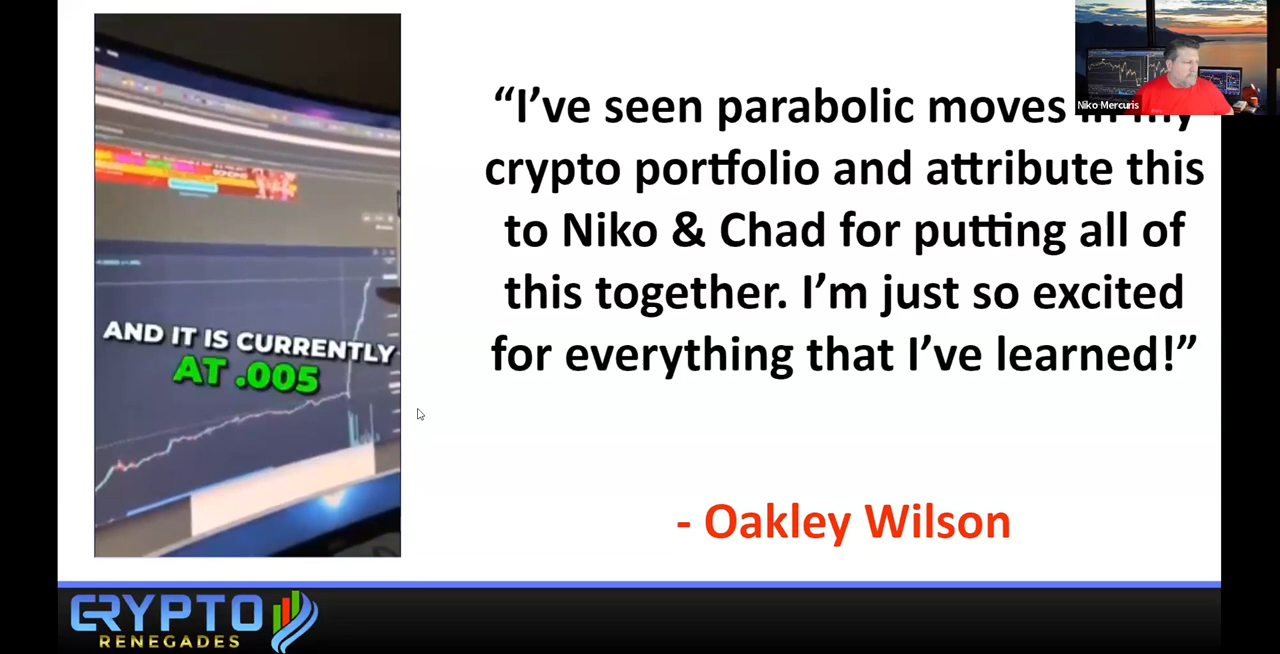 “I’ve seen parabolic moves in my
crypto portfolio and attribute this
to Niko & Chad for putting all of
this together. I’m just so excited
for everything that I’ve learned!”
- Oakley Wilson
AND IT IS CURRENTLY
AT .005
Niko Mercuris
CRYPTO
RENEGADES